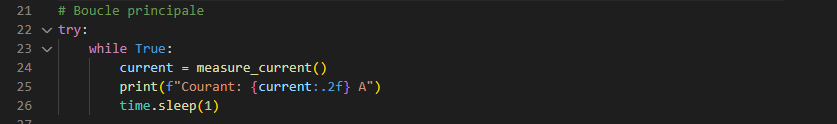 21 # Boucle principale
22 try:
23 while True:
24 current = measure_current()
25 print(f"Courant: {current:.2f} A")
26 time.sleep(1)
27